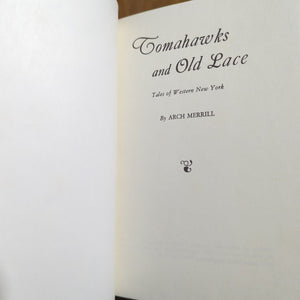 Tomahawks
and Old Lace
Tales of Western New York
By ARCH MERRILL